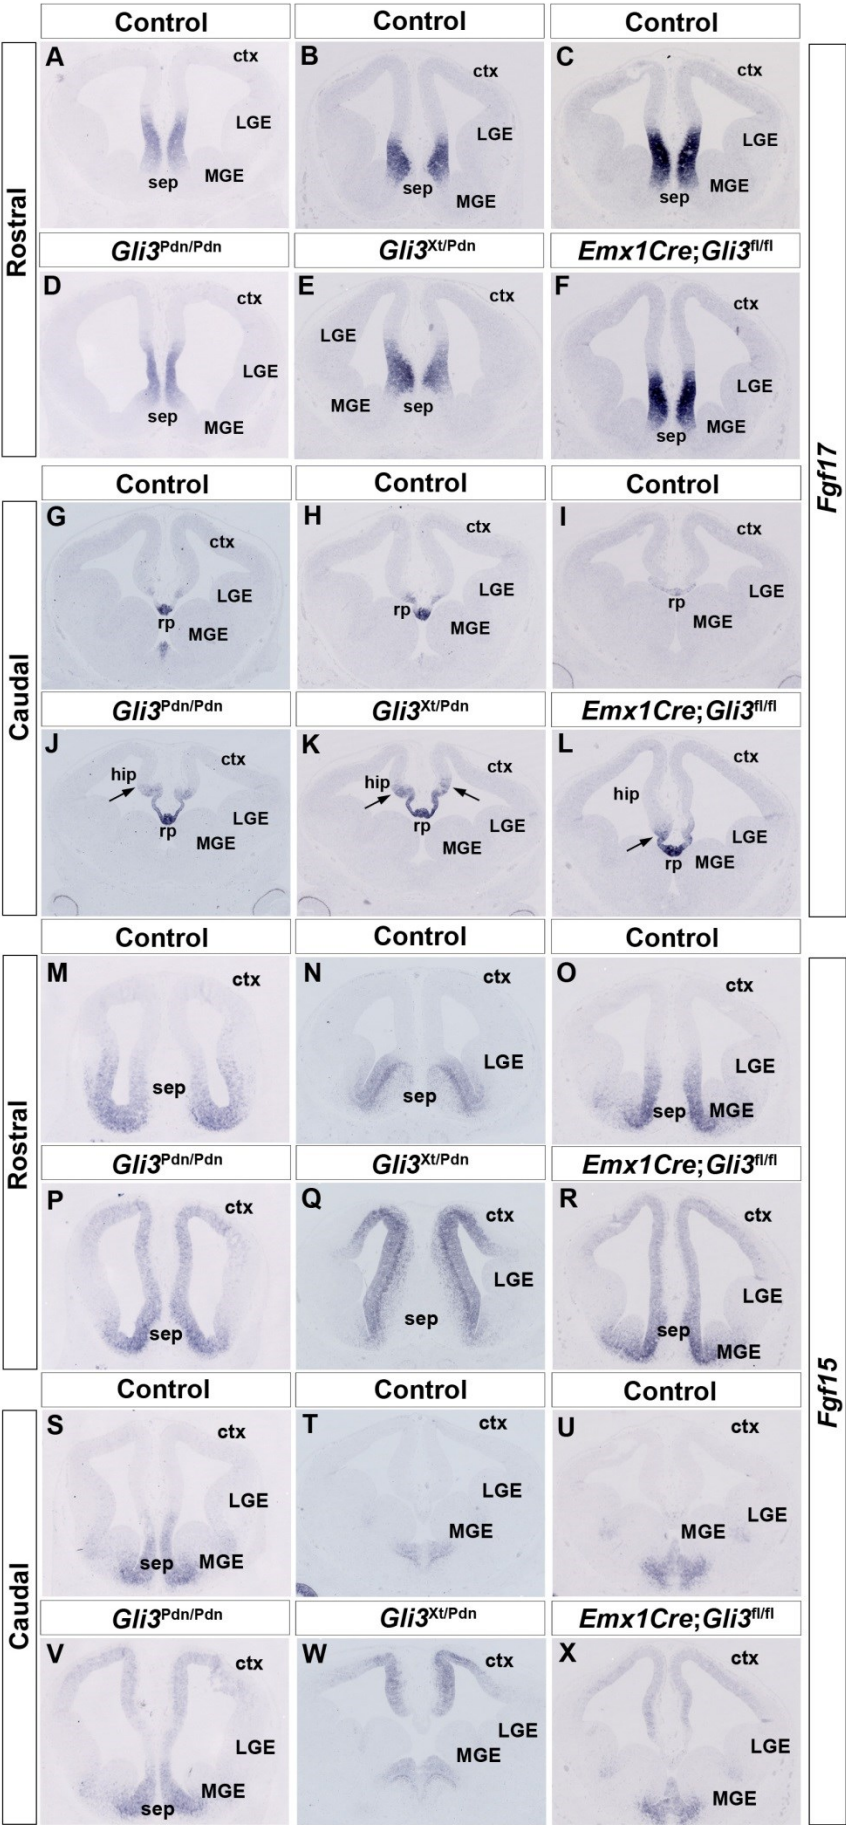 Control Control Control
Rostral
A ctx LGE sep MGE
B ctx LGE sep MGE
C ctx LGE sep MGE
Gli3Pdn/Pdn Gli3Xt/Pdn Emx1Cre;Gli3fl/fl
D ctx LGE sep MGE
E ctx LGE MGE sep
F ctx LGE sep MGE
Fgf17
Control Control Control
Caudal
G ctx LGE rp MGE
H ctx LGE rp MGE
I ctx LGE rp MGE
Gli3Pdn/Pdn Gli3Xt/Pdn Emx1Cre;Gli3fl/fl
J ctx hip LGE rp MGE
K ctx hip LGE rp MGE
L ctx hip LGE rp MGE
Control Control Control
Rostral
M ctx sep
N ctx LGE sep
O ctx LGE sep MGE
Gli3Pdn/Pdn Gli3Xt/Pdn Emx1Cre;Gli3fl/fl
P ctx sep
Q ctx LGE sep
R ctx LGE sep MGE
Fgf15
Control Control Control
Caudal
S ctx LGE sep MGE
T ctx LGE MGE
U ctx LGE MGE
Gli3Pdn/Pdn Gli3Xt/Pdn Emx1Cre;Gli3fl/fl
V ctx LGE MGE sep
W ctx LGE MGE
X ctx LGE MGE